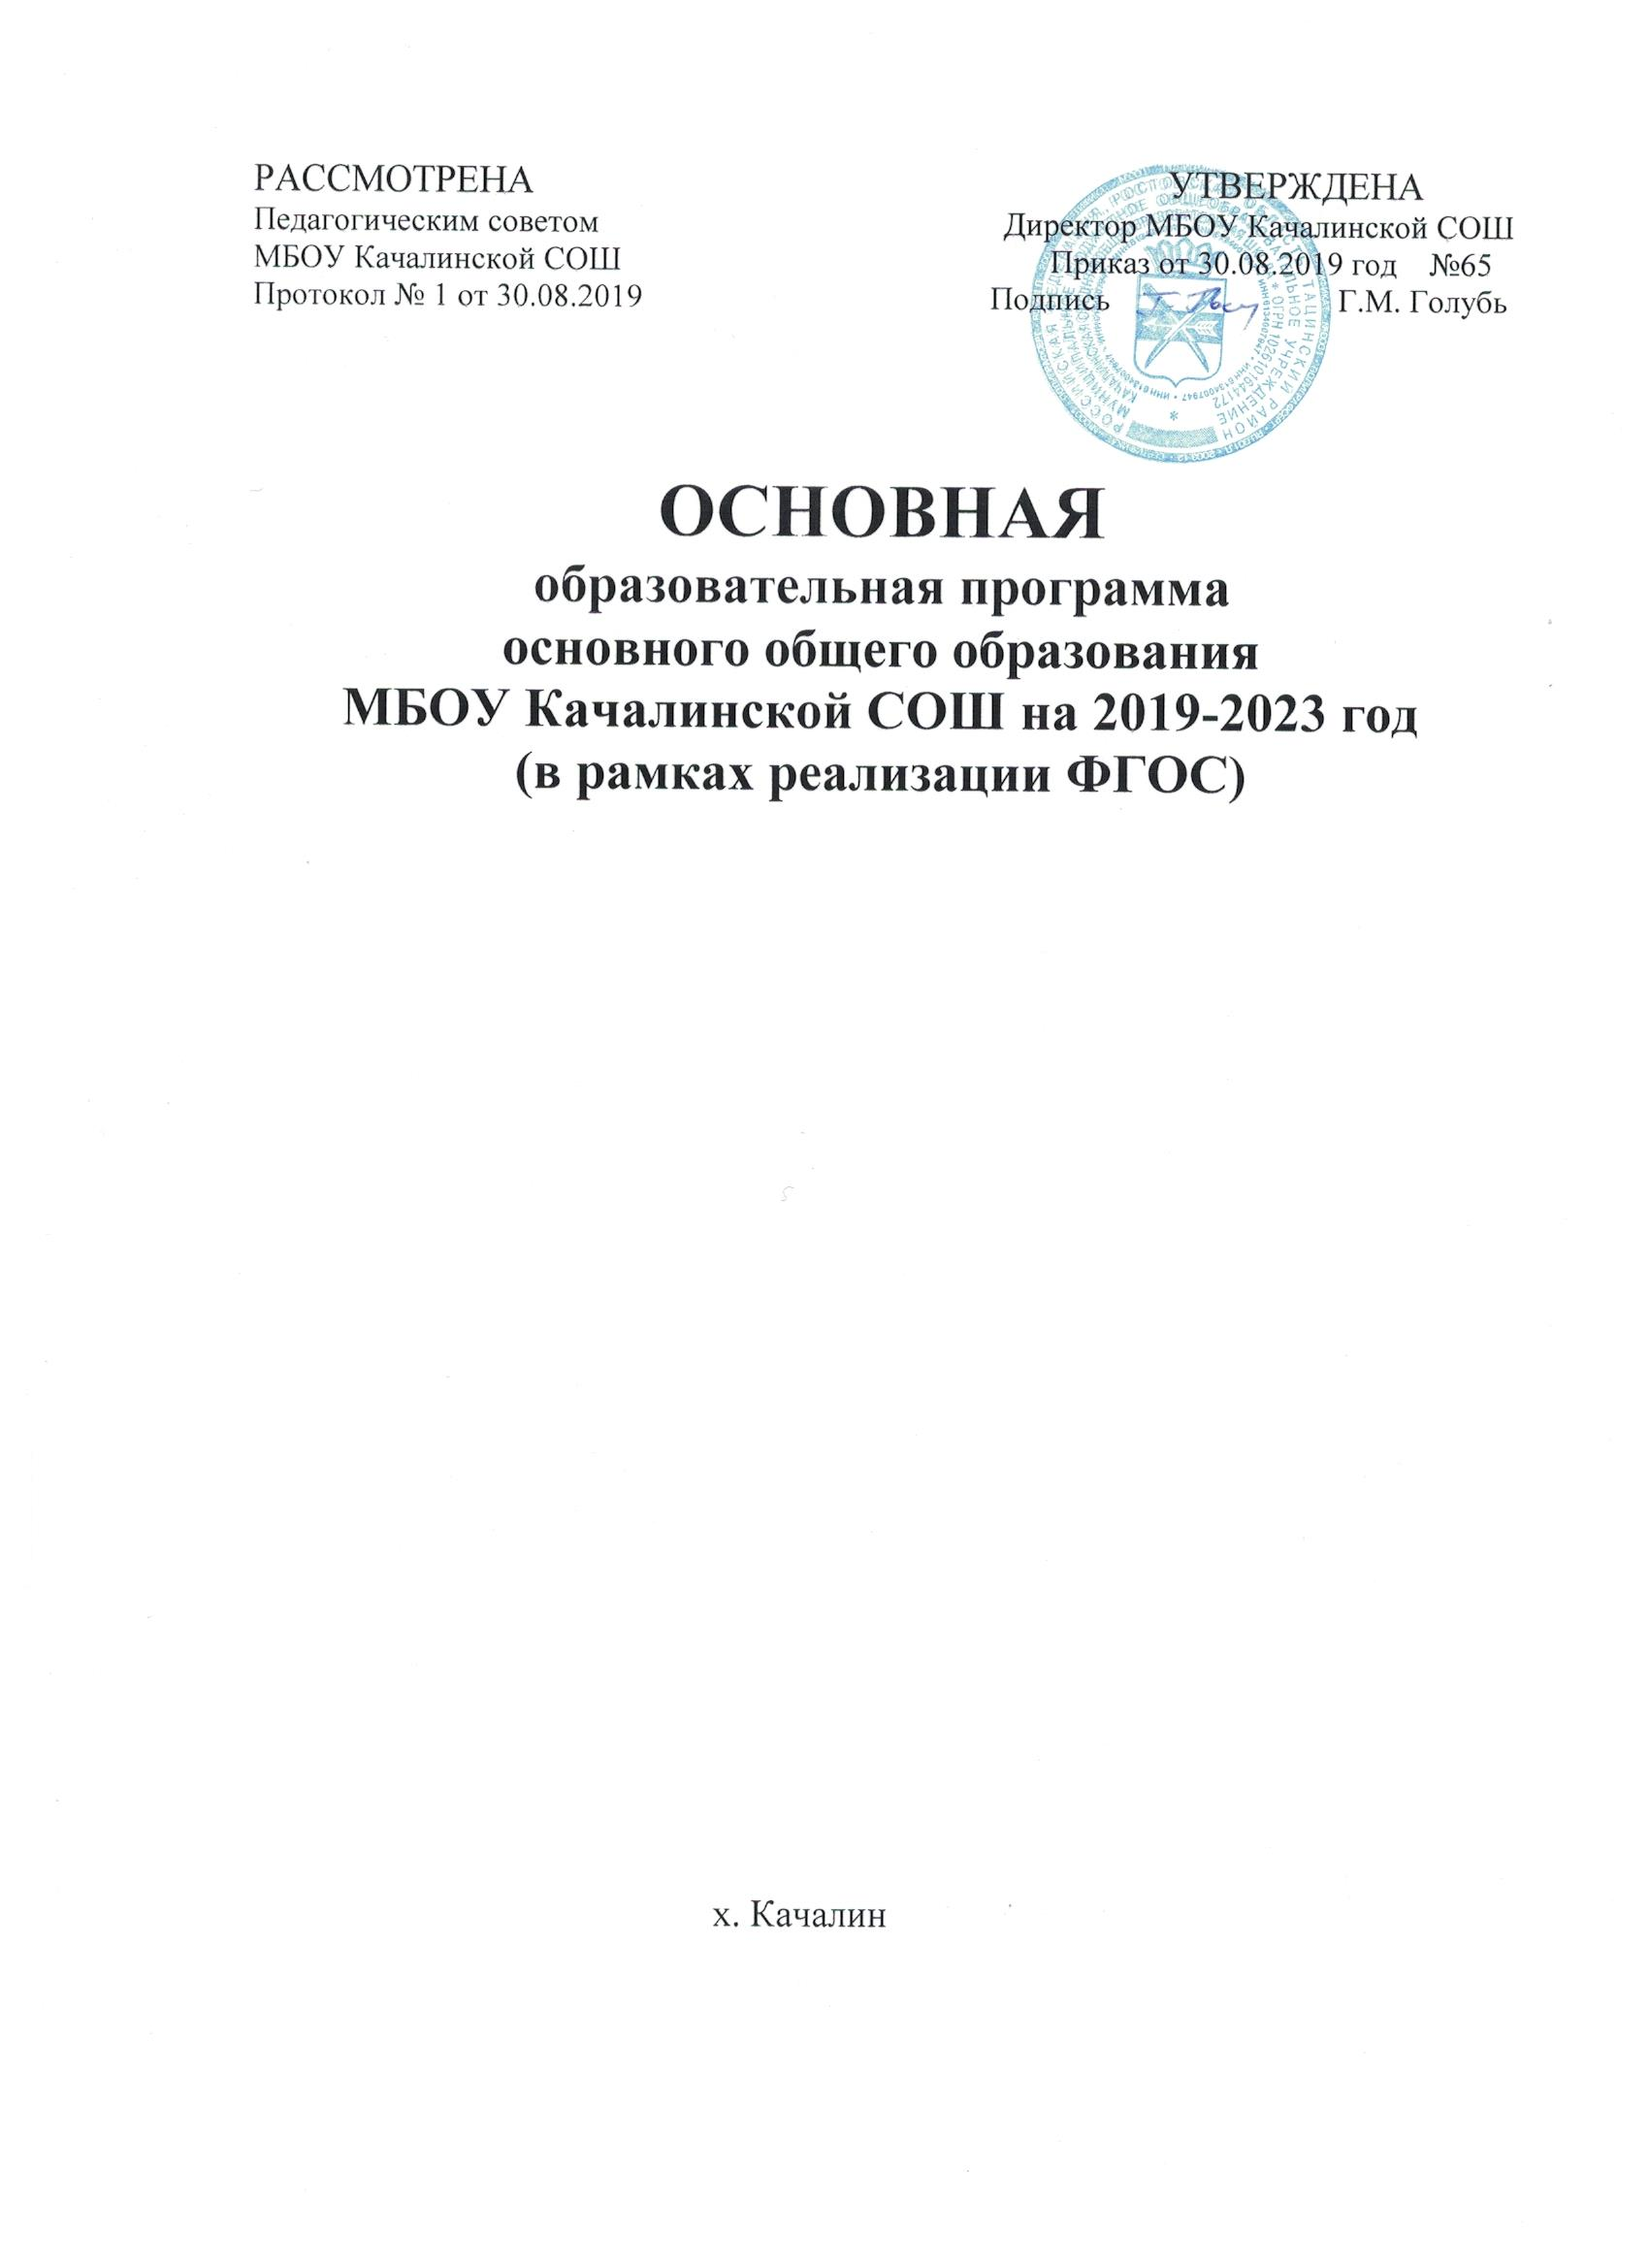 РАССМОТРЕНА
Педагогическим советом
МБОУ Качалинской СОШ
Протокол № 1 от 30.08.2019
УТВЕРЖДЕНА
Директор МБОУ Качалинской СОШ
Приказ от 30.08.2019 год №65
Подпись Г.М. Голубь
ОСНОВНАЯ
образовательная программа
основного общего образования
МБОУ Качалинской СОШ на 2019-2023 год
(в рамках реализации ФГОС)
х. Качалин